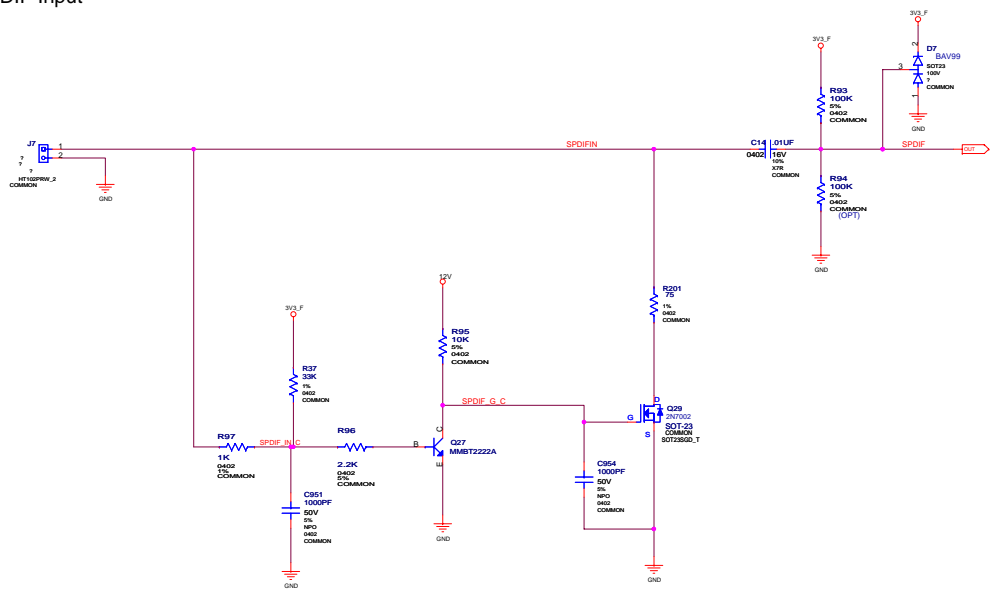 DIF Input
3V3_F
2
D7
BAV99
3
SOT23
100V
?
COMMON
1
GND
3V3_F
R93
100K
5%
0402
COMMON
J7
1
2
?
?
?
HT102PRW_2
COMMON
GND
SPDIFIN
C14
.01UF
0402
16V
10%
X7R
COMMON
SPDIF
OUT
R94
100K
5%
0402
COMMON
(OPT)
GND
12V
R201
75
1%
0402
COMMON
3V3_F
R95
10K
5%
0402
COMMON
R37
33K
1%
0402
COMMON
SPDIF_G_C
D
G
S
Q29
2N7002
SOT-23
COMMON
SOT23SGD_T
R97
SPDIF_IN_C
1K
0402
1%
COMMON
R96
2.2K
0402
5%
COMMON
B
C
E
Q27
MMBT2222A
C951
1000PF
50V
5%
NPO
0402
COMMON
C954
1000PF
50V
5%
NPO
0402
COMMON
GND
GND
GND